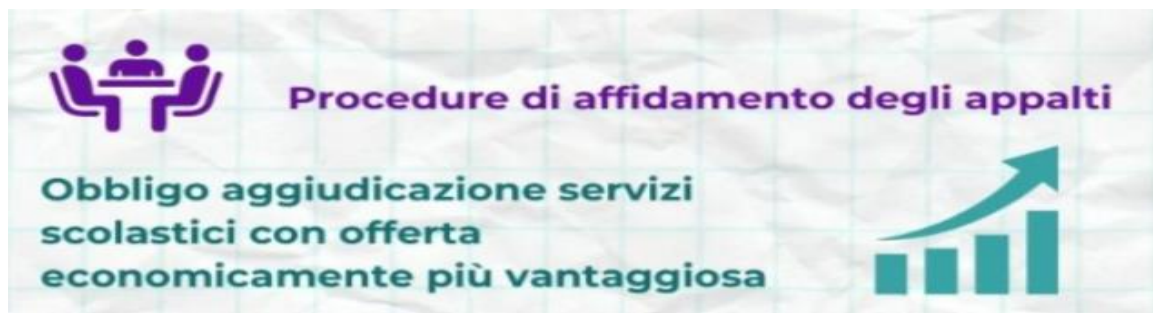 Procedure di affidamento degli appalti
Obbligo aggiudicazione servizi
scolastici con offerta
economicamente più vantaggiosa